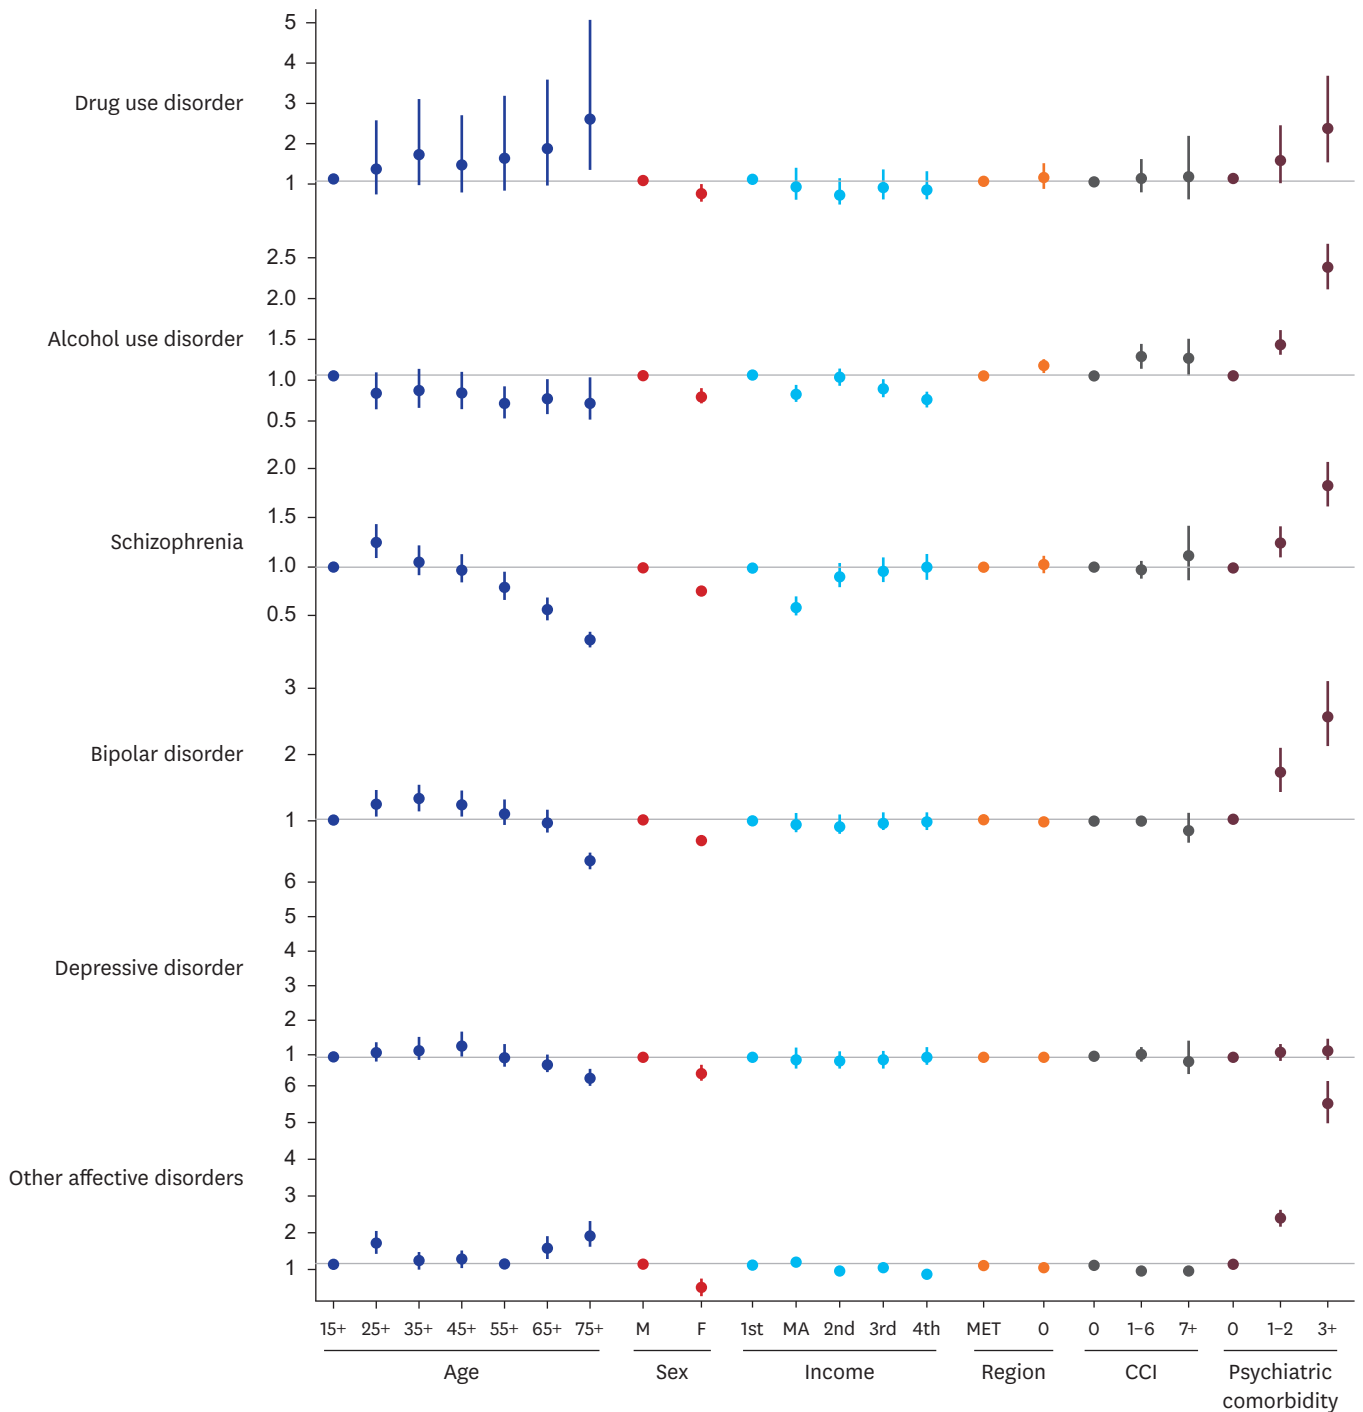 5
4
Drug use disorder 3
2
1
2.5
2.0
Alcohol use disorder 1.5
1.0
0.5
2.0
1.5
Schizophrenia
1.0
0.5
3
Bipolar disorder 2
1
6
5
4
Depressive disorder
3
2
1
6
5
4
Other affective disorders
3
2
1
15+ 25+ 35+ 45+ 55+ 65+ 75+ M F 1st MA 2nd 3rd 4th MET 0 0 1–6 7+ 0 1–2 3+
Age Sex Income Region CCI Psychiatric
comorbidity